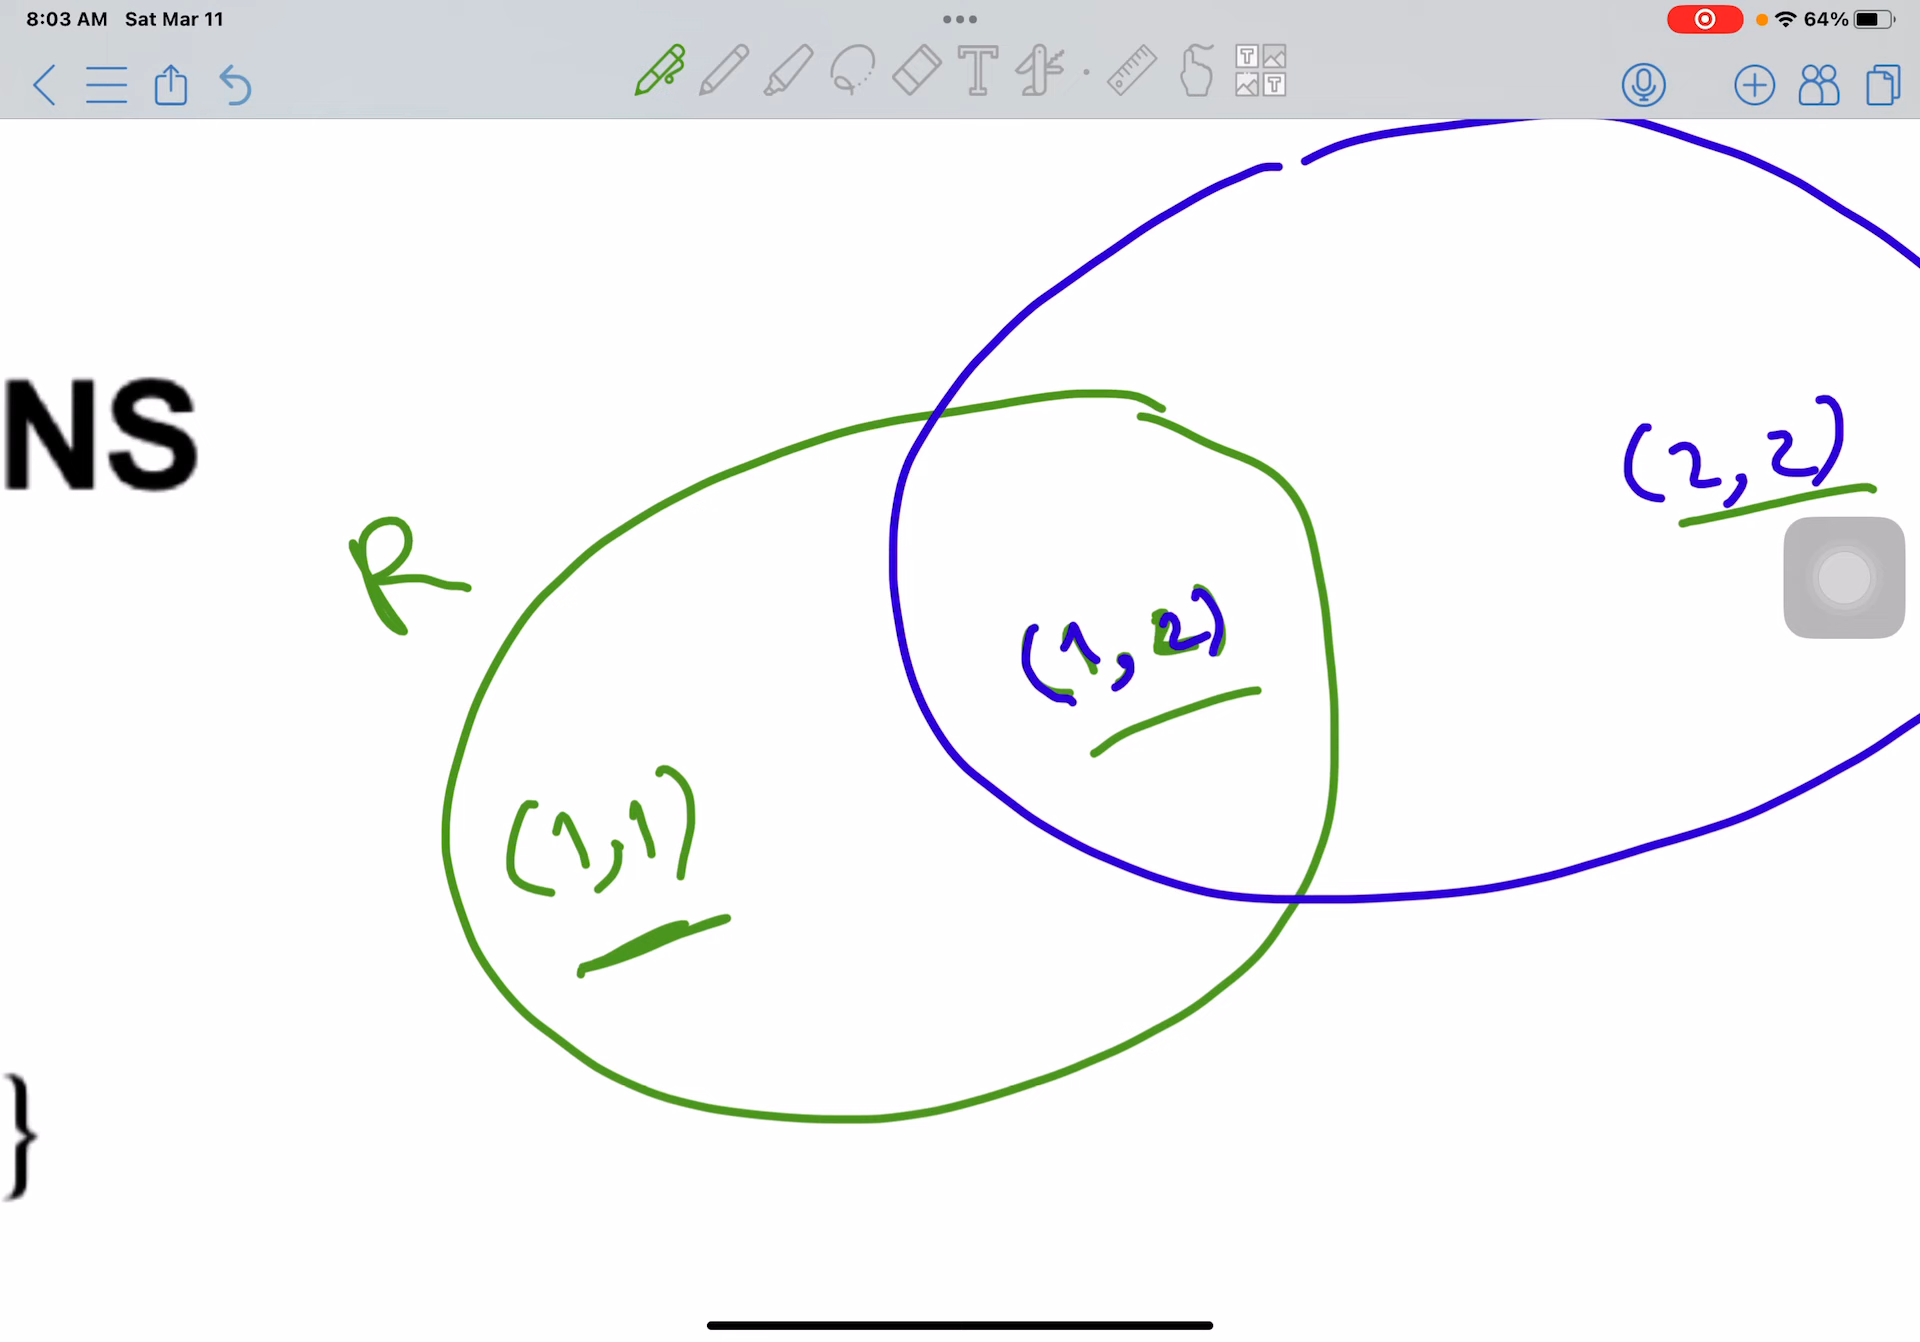 8:03 AM Sat Mar 11
64%
NS
R
(2,2)
(1,2)
(1,1)
}